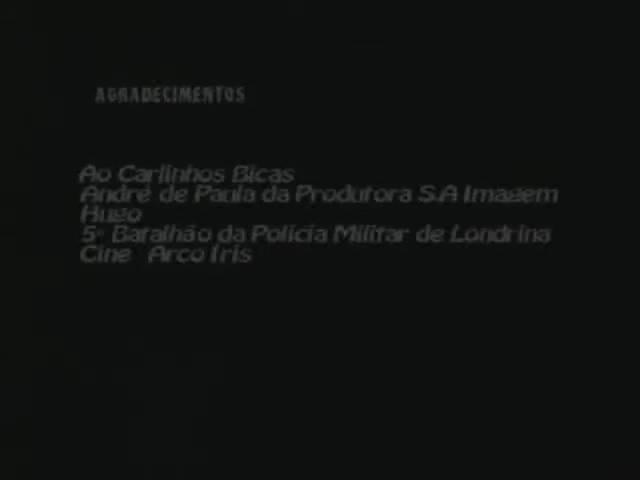 AGRADECIMENTOS
Ao Carlinhos Bicas
André de Paula da Produtora S.A Imagem
Hugo
5º Batalhão da Polícia Militar de Londrina
Cine Arco Íris